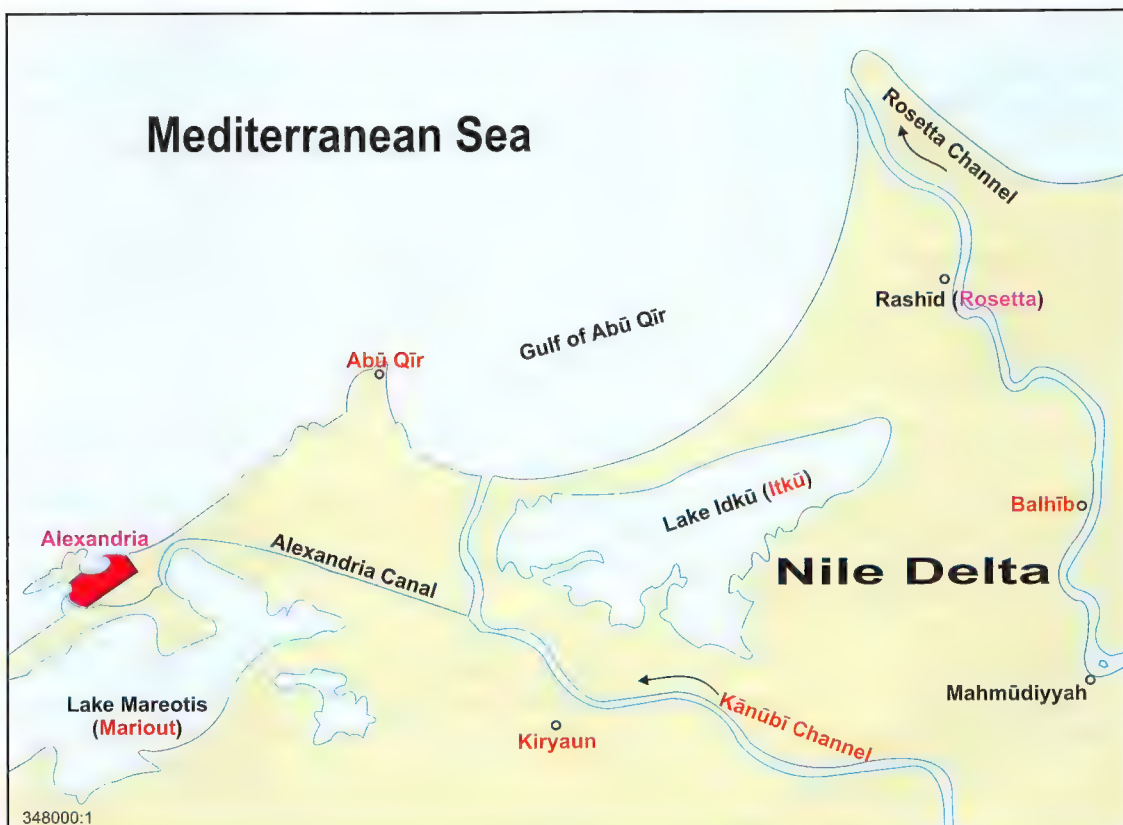 Mediterranean Sea
Rosetta Channel
Rashīd (Rosetta)
Gulf of Abū Qīr
Abū Qīr
Lake Idkū (Itkū)
Balhīb
Alexandria
Alexandria Canal
Nile Delta
Lake Mareotis
(Mariout)
Mahmūdiyyah
Kānūbī Channel
Kiryaun
348000:1